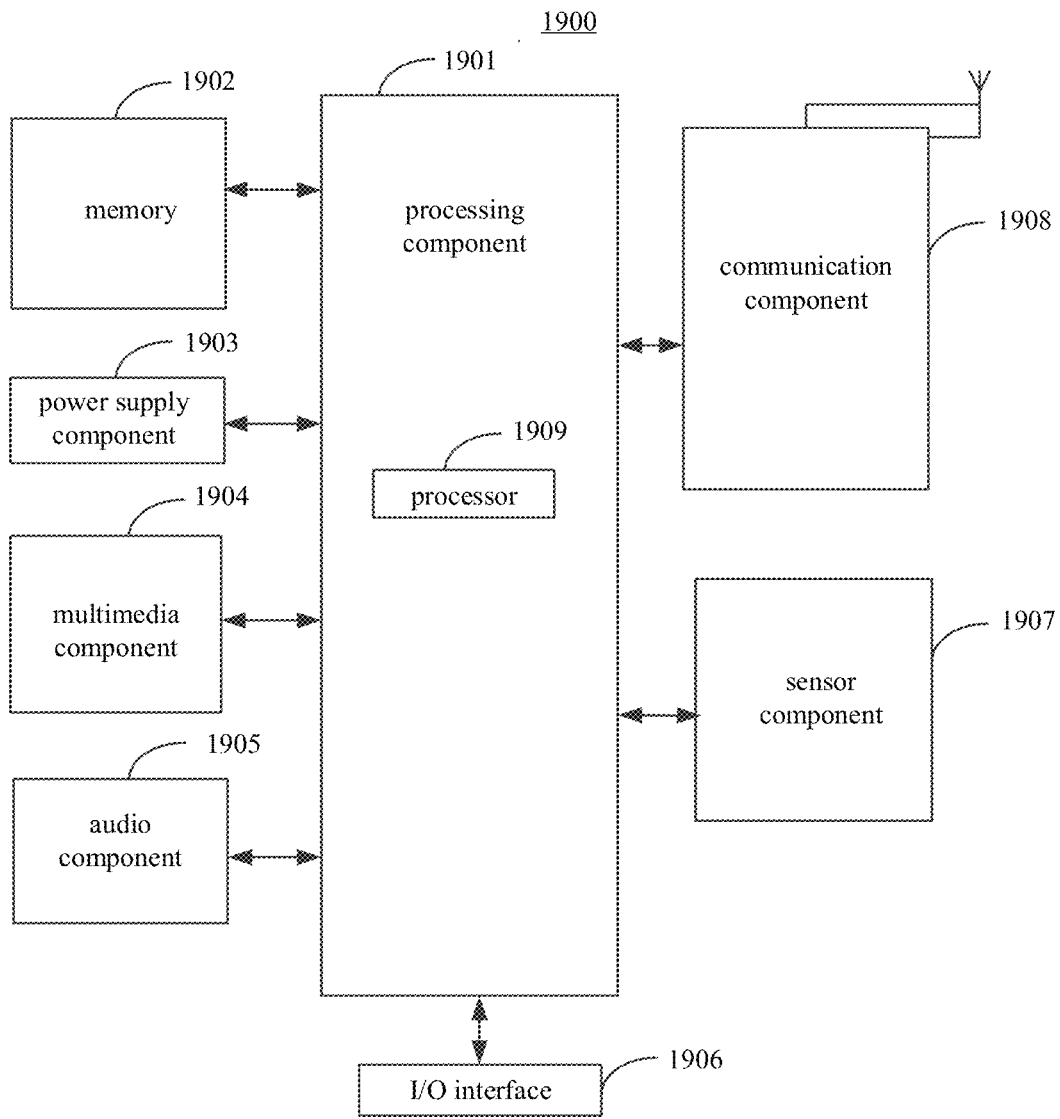 1900
1901
1902
memory
processing
component
1908
communication
component
1903
power supply
component
1909
processor
1904
multimedia
component
1907
sensor
component
1905
audio
component
1906
I/O interface